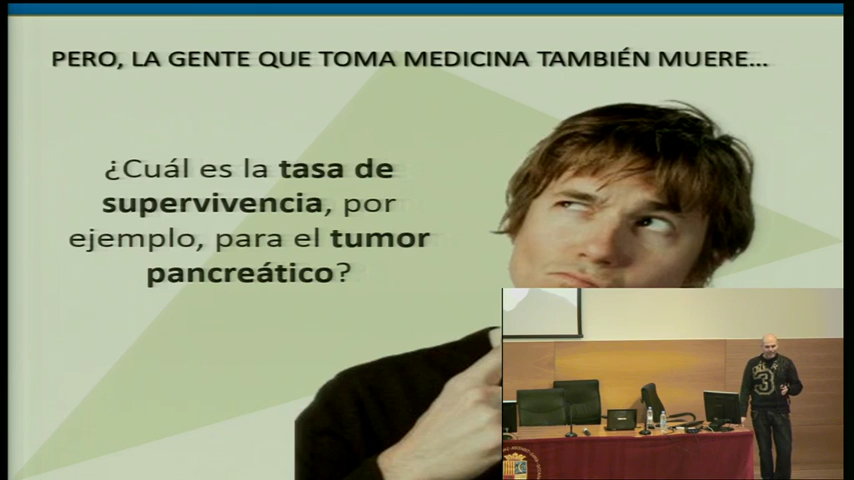 PERO, LA GENTE QUE TOMA MEDICINA TAMBIÉN MUERE...
¿Cuál es la tasa de
supervivencia, por
ejemplo, para el tumor
pancreático?
3